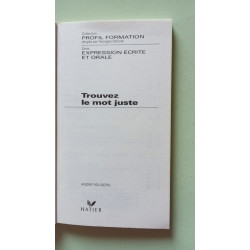 Collection
PROFIL FORMATION
dirigée par Georges Décote
Série
EXPRESSION ÉCRITE
ET ORALE
Trouvez
le mot juste
HATIER